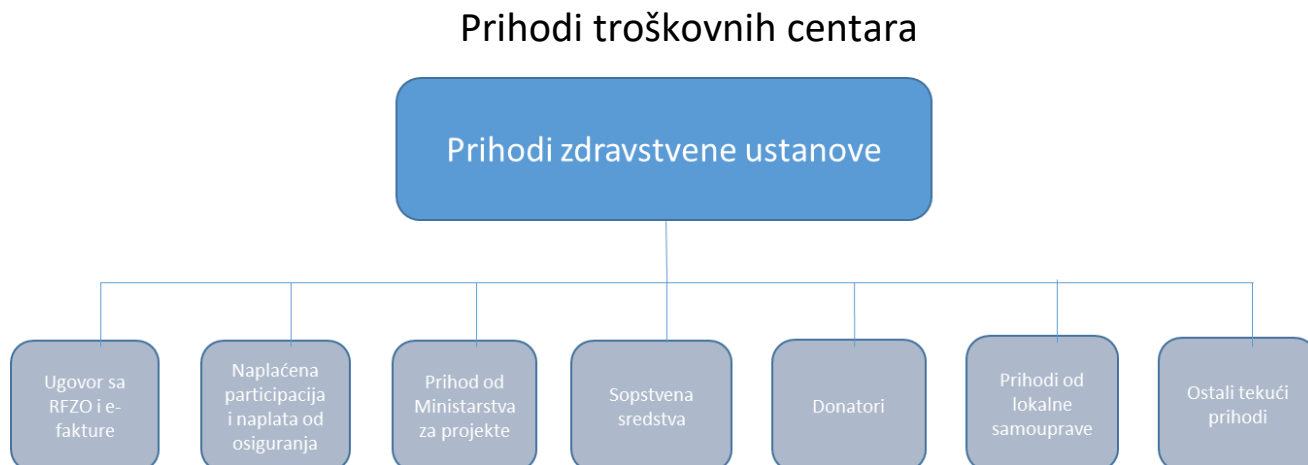 Prihodi troškovnih centara
Prihodi zdravstvene ustanove
Ugovor sa
RFZO i e-
fakture
Naplaćena
participacija
i naplata od
osiguranja
Prihod od
Ministarstva
za projekte
Sopstvena
sredstva
Donatori
Prihodi od
lokalne
samouprave
Ostali tekući
prihodi